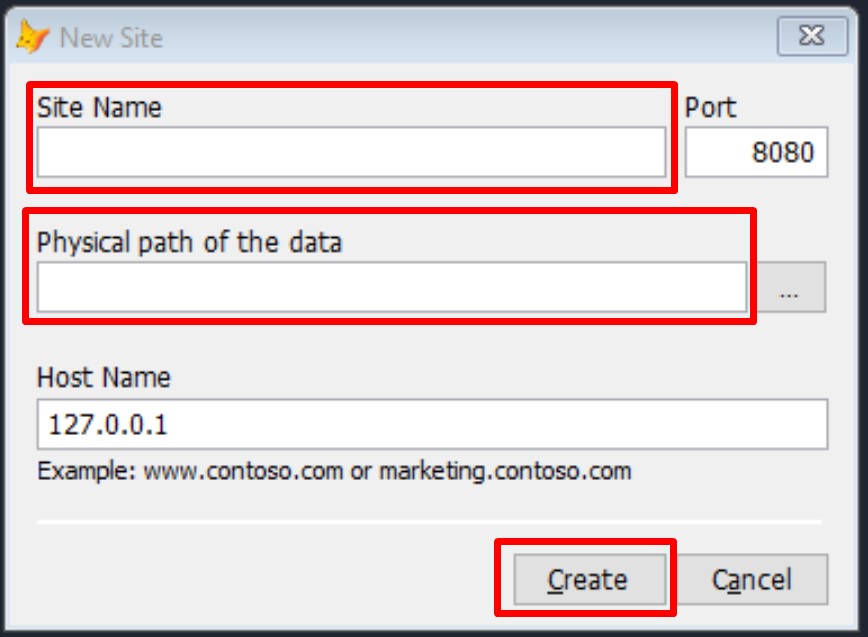 New Site
Site Name Port
8080
Physical path of the data
...
Host Name
127.0.0.1
Example: www.contoso.com or marketing.contoso.com
Create Cancel